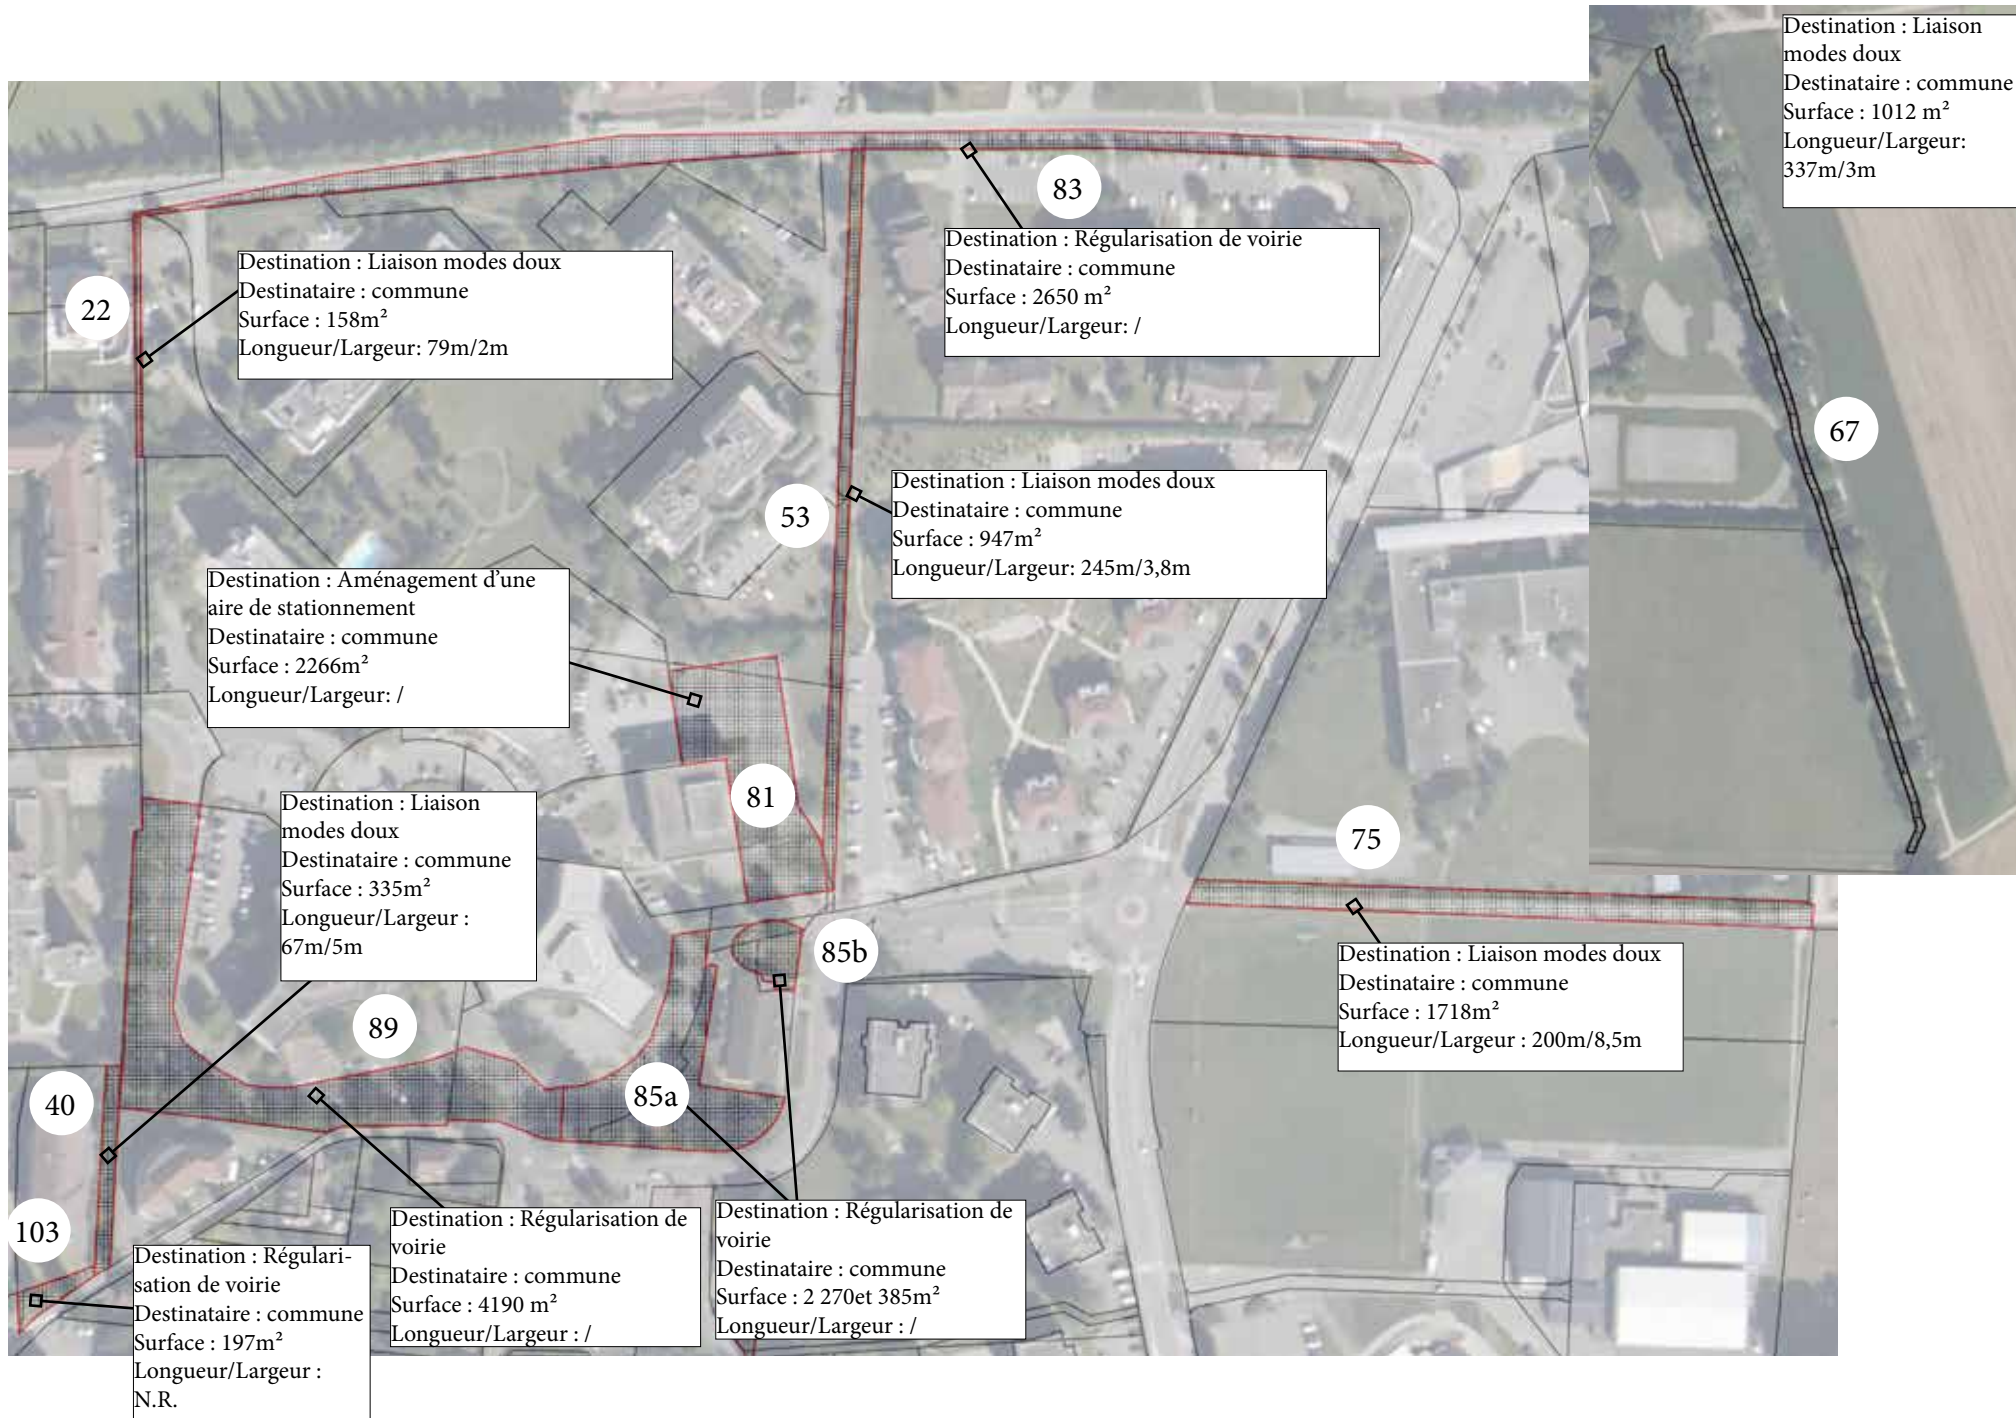 Destination : Liaison
modes doux
Destinataire : commune
Surface : 1012 m²
Longueur/Largeur:
337m/3m
67
83
Destination : Régularisation de voirie
Destinataire : commune
Surface : 2650 m²
Longueur/Largeur: /
22
Destination : Liaison modes doux
Destinataire : commune
Surface : 158m²
Longueur/Largeur: 79m/2m
53
Destination : Liaison modes doux
Destinataire : commune
Surface : 947m²
Longueur/Largeur: 245m/3,8m
Destination : Aménagement d'une
aire de stationnement
Destinataire : commune
Surface : 2266m²
Longueur/Largeur: /
81
Destination : Liaison
modes doux
Destinataire : commune
Surface : 335m²
Longueur/Largeur :
67m/5m
75
Destination : Liaison modes doux
Destinataire : commune
Surface : 1718m²
Longueur/Largeur : 200m/8,5m
85b
89
85a
40
103
Destination : Régulari-
sation de voirie
Destinataire : commune
Surface : 197m²
Longueur/Largeur :
N.R.
Destination : Régularisation de
voirie
Destinataire : commune
Surface : 4190 m²
Longueur/Largeur : /
Destination : Régularisation de
voirie
Destinataire : commune
Surface : 2 270et 385m²
Longueur/Largeur : /